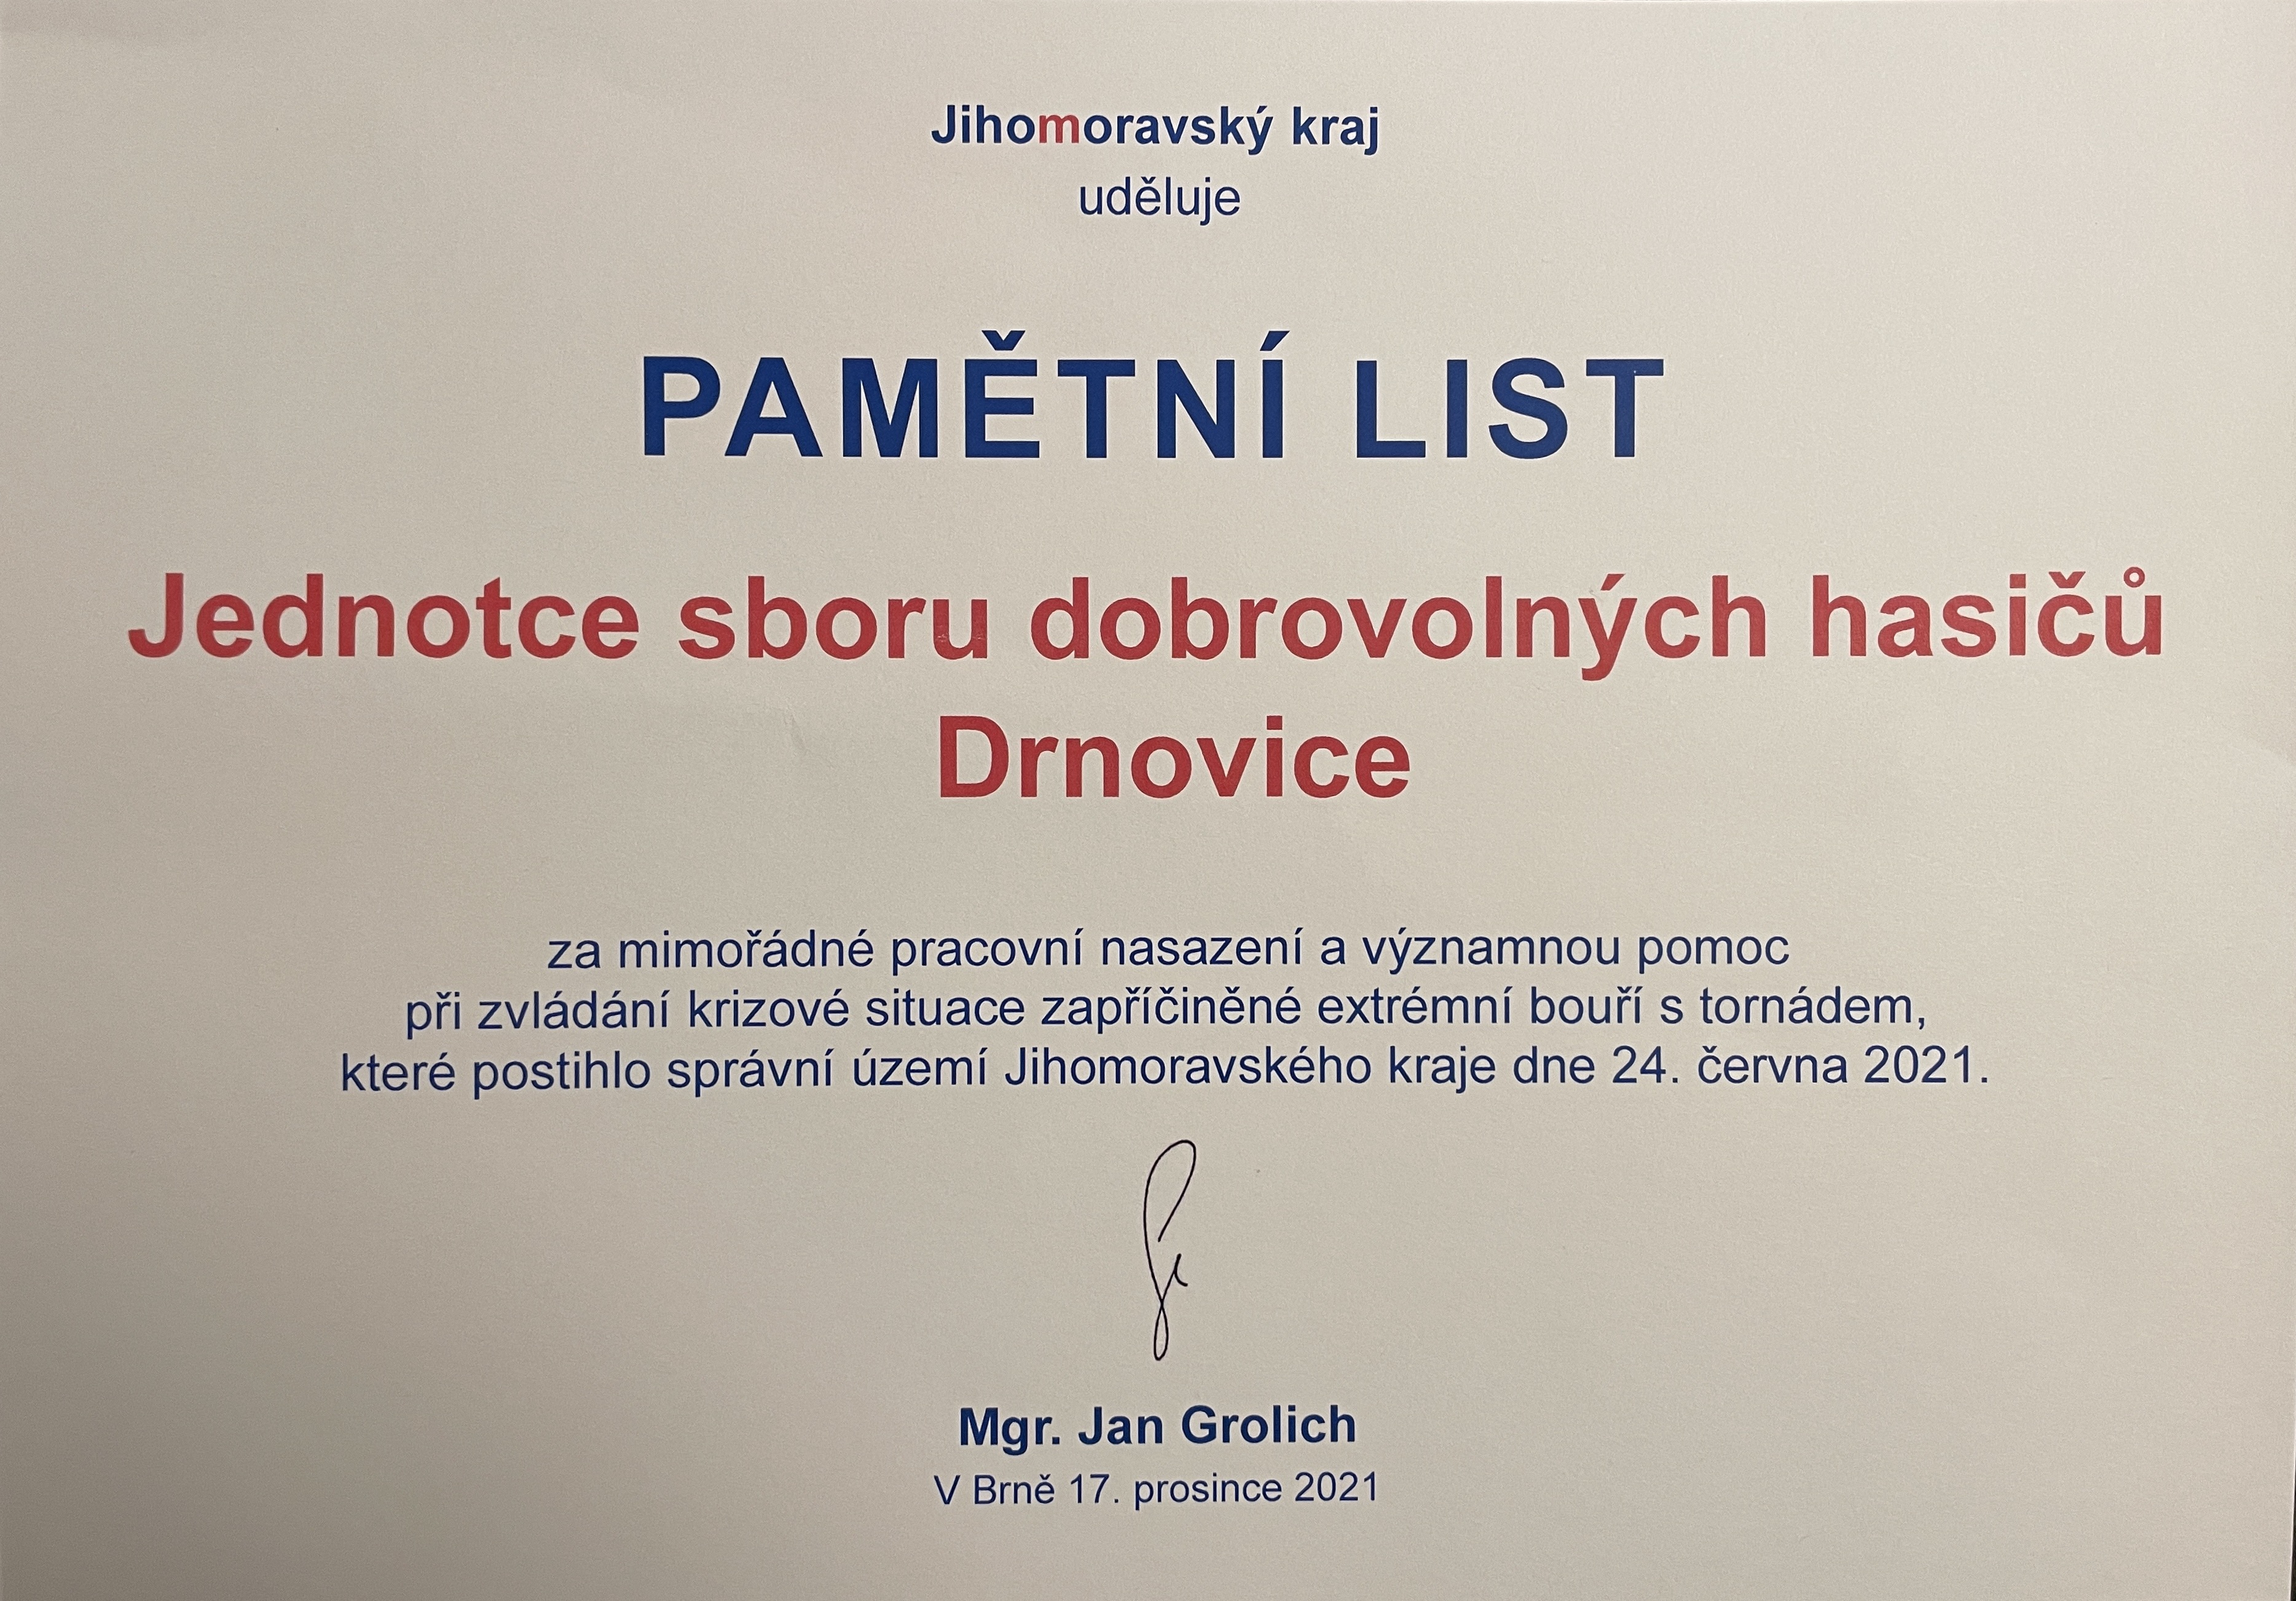 Jihomoravský kraj
uděluje
PAMĚTNÍ LIST
Jednotce sboru dobrovolných hasičů
Drnovice
za mimořádné pracovní nasazení a významnou pomoc
při zvládání krizové situace zapříčiněné extrémní bouří s tornádem,
které postihlo správní území Jihomoravského kraje dne 24. června 2021.
Mgr. Jan Grolich
V Brně 17. prosince 2021